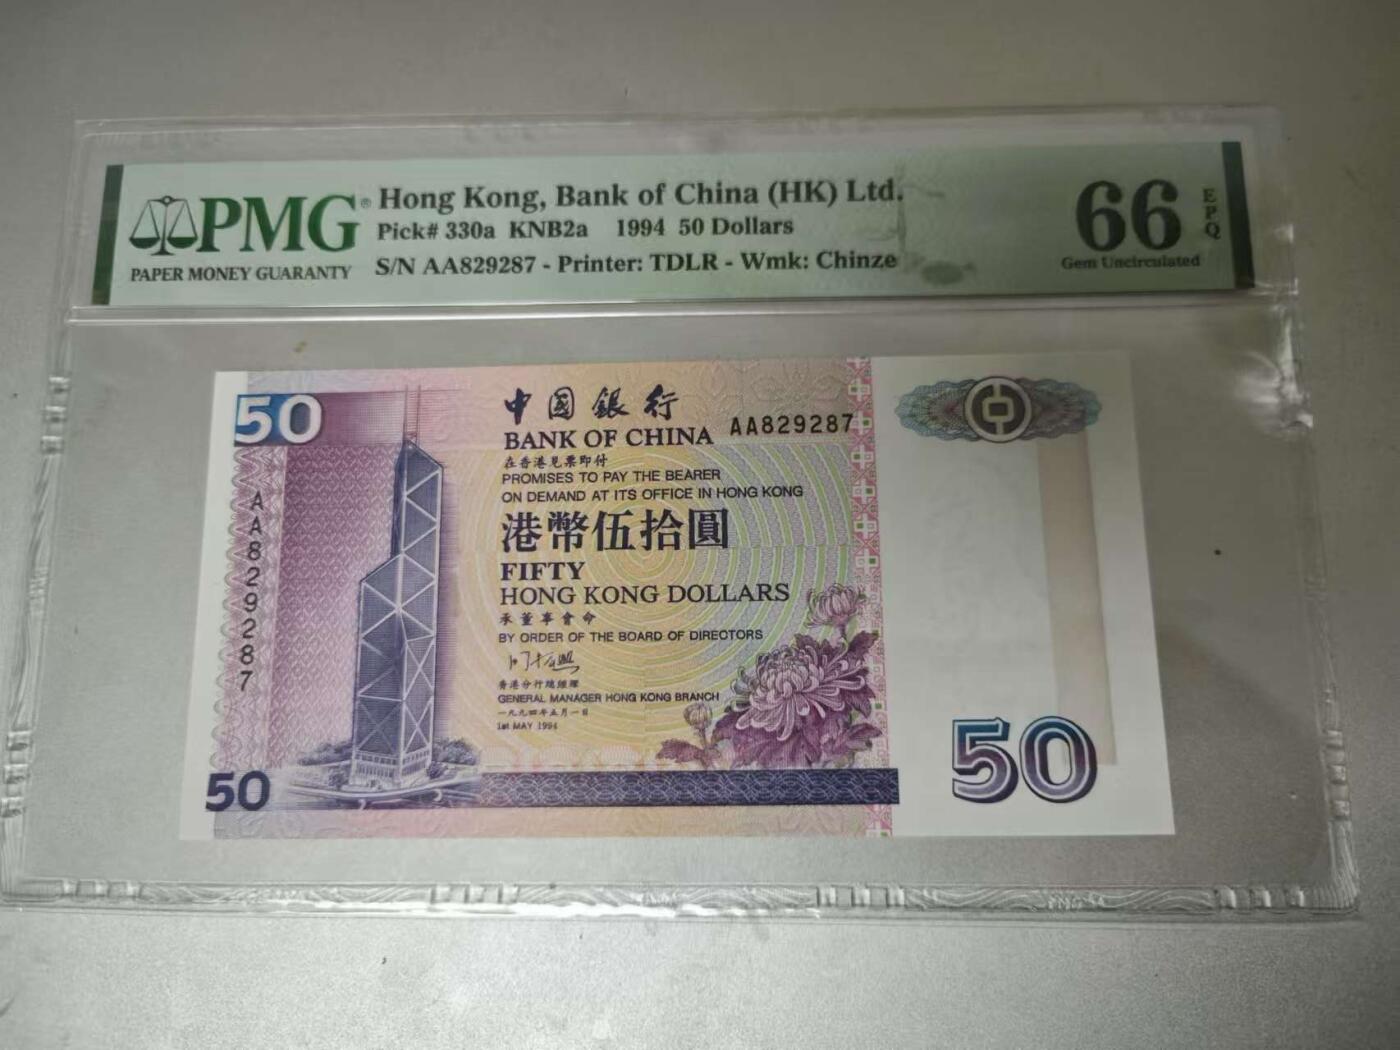 PMG®
PAPER MONEY GUARANTY
Hong Kong, Bank of China (HK) Ltd.
Pick# 330a KNB2a 1994 50 Dollars
S/N AA829287 - Printer: TDLR - Wmk: Chinze
66
EPQ
Gem Uncirculated
50
中國銀行
AA829287
BANK OF CHINA
在香港見票即付
PROMISES TO PAY THE BEARER
ON DEMAND AT ITS OFFICE IN HONG KONG
AA829287
港幣伍拾圓
FIFTY
HONG KONG DOLLARS
承董事會命
BY ORDER OF THE BOARD OF DIRECTORS
香港分行總經理
GENERAL MANAGER HONG KONG BRANCH
一九九四年五月一日
1st MAY 1994
50
50